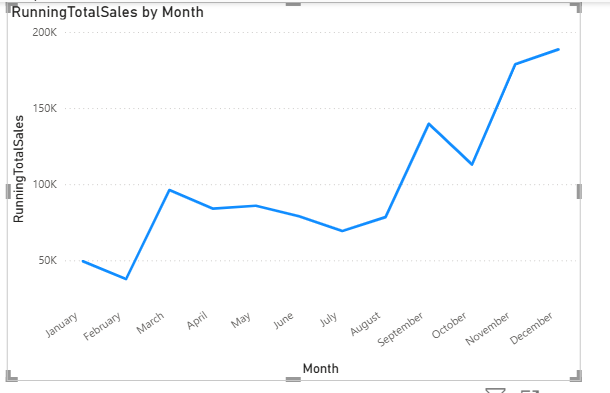 RunningTotalSales by Month
200K
150K
100K
50K
RunningTotalSales
January
February
March
April
May
June
July
August
September
October
November
December
Month